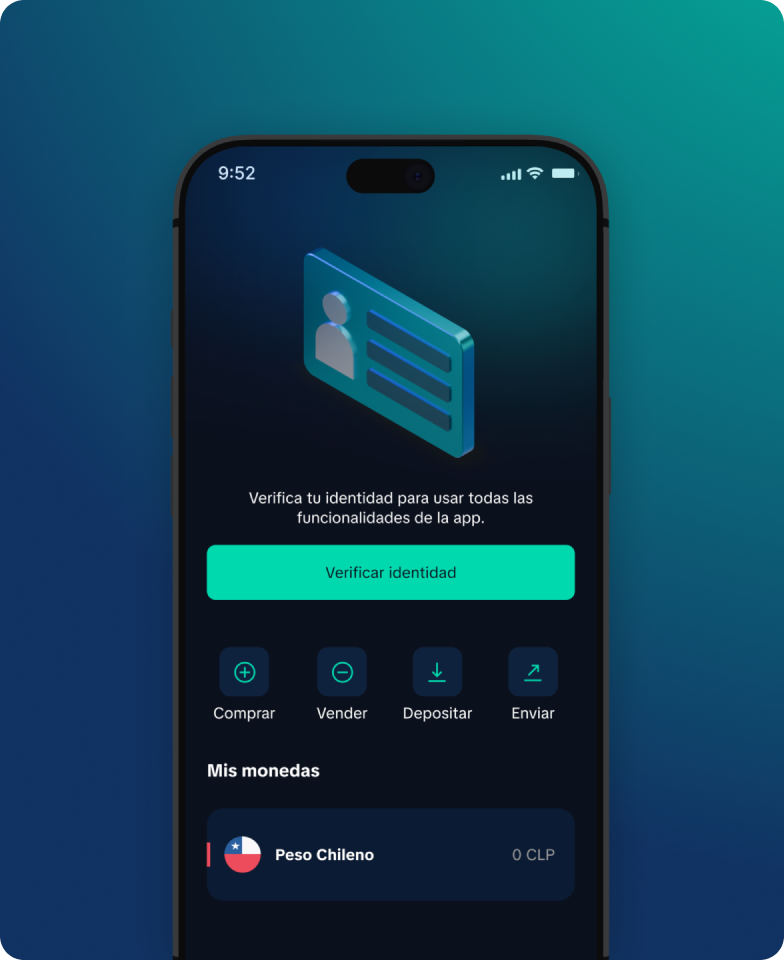 9:52
Verifica tu identidad para usar todas las
funcionalidades de la app.
Verificar identidad
Comprar
Vender
Depositar
Enviar
Mis monedas
Peso Chileno
0 CLP